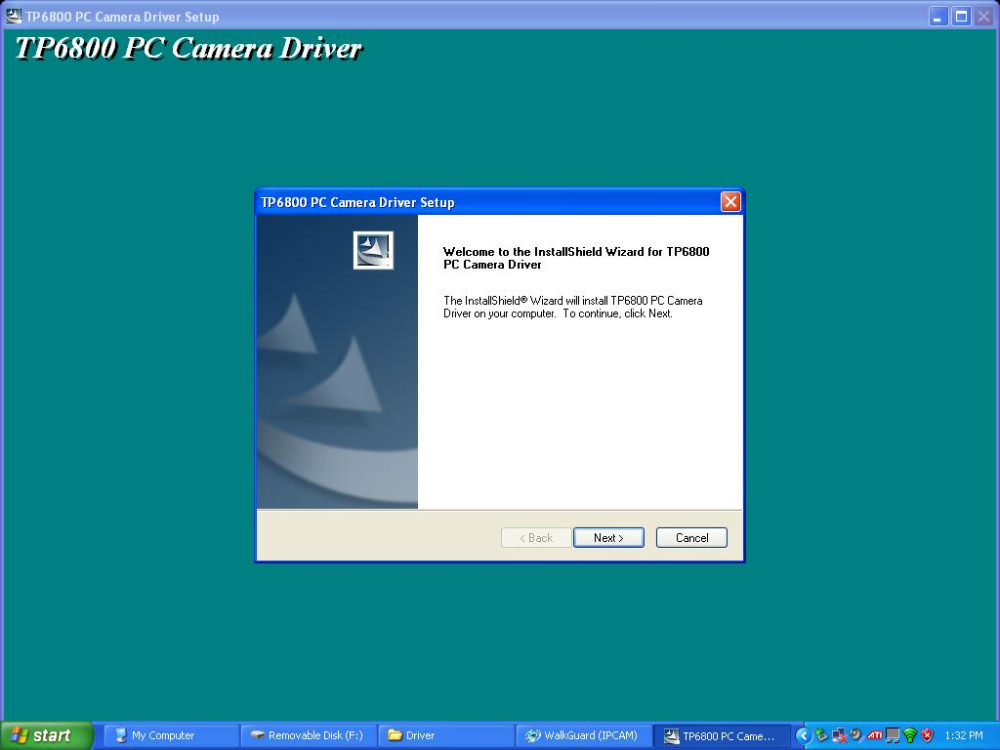 TP6800 PC Camera Driver Setup
TP6800 PC Camera Driver
TP6800 PC Camera Driver Setup
Welcome to the InstallShield Wizard for TP6800
PC Camera Driver
The InstallShield® Wizard will install TP6800 PC Camera
Driver on your computer. To continue, click Next.
< Back
Next >
Cancel
start
My Computer
Removable Disk (F:)
Driver
WalkGuard (IPCAM)
TP6800 PC Came...
ATI
1:32 PM